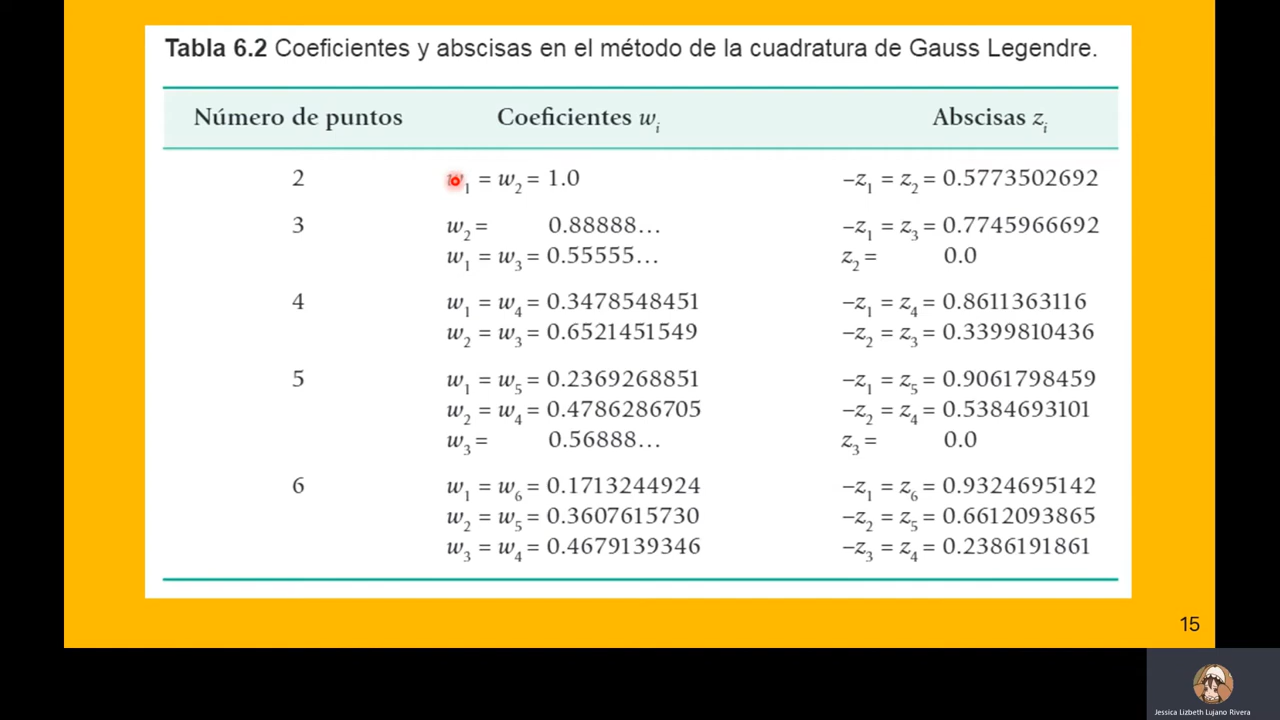 Tabla 6.2 Coeficientes y abscisas en el método de la cuadratura de Gauss Legendre.
Número de puntos Coeficientes wᵢ Abscisas zᵢ
2 w₁ = w₂ = 1.0 –z₁ = z₂ = 0.5773502692
3 w₂ = 0.88888... –z₁ = z₃ = 0.7745966692
w₁ = w₃ = 0.55555... z₂ = 0.0
4 w₁ = w₄ = 0.3478548451 –z₁ = z₄ = 0.8611363116
w₂ = w₃ = 0.6521451549 –z₂ = z₃ = 0.3399810436
5 w₁ = w₅ = 0.2369268851 –z₁ = z₅ = 0.9061798459
w₂ = w₄ = 0.4786286705 –z₂ = z₄ = 0.5384693101
w₃ = 0.56888... z₃ = 0.0
6 w₁ = w₆ = 0.1713244924 –z₁ = z₆ = 0.9324695142
w₂ = w₅ = 0.3607615730 –z₂ = z₅ = 0.6612093865
w₃ = w₄ = 0.4679139346 –z₃ = z₄ = 0.2386191861
15
Jessica Lizbeth Lujano Rivera